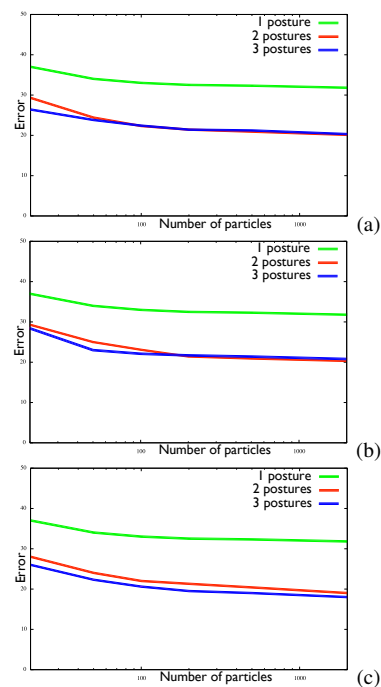 50
1 posture
2 postures
3 postures
40
30
Error
20
10
0
100
1000
Number of particles
(a)
50
1 posture
2 postures
3 postures
40
30
Error
20
10
0
100
1000
Number of particles
(b)
50
1 posture
2 postures
3 postures
40
30
Error
20
10
0
100
1000
Number of particles
(c)